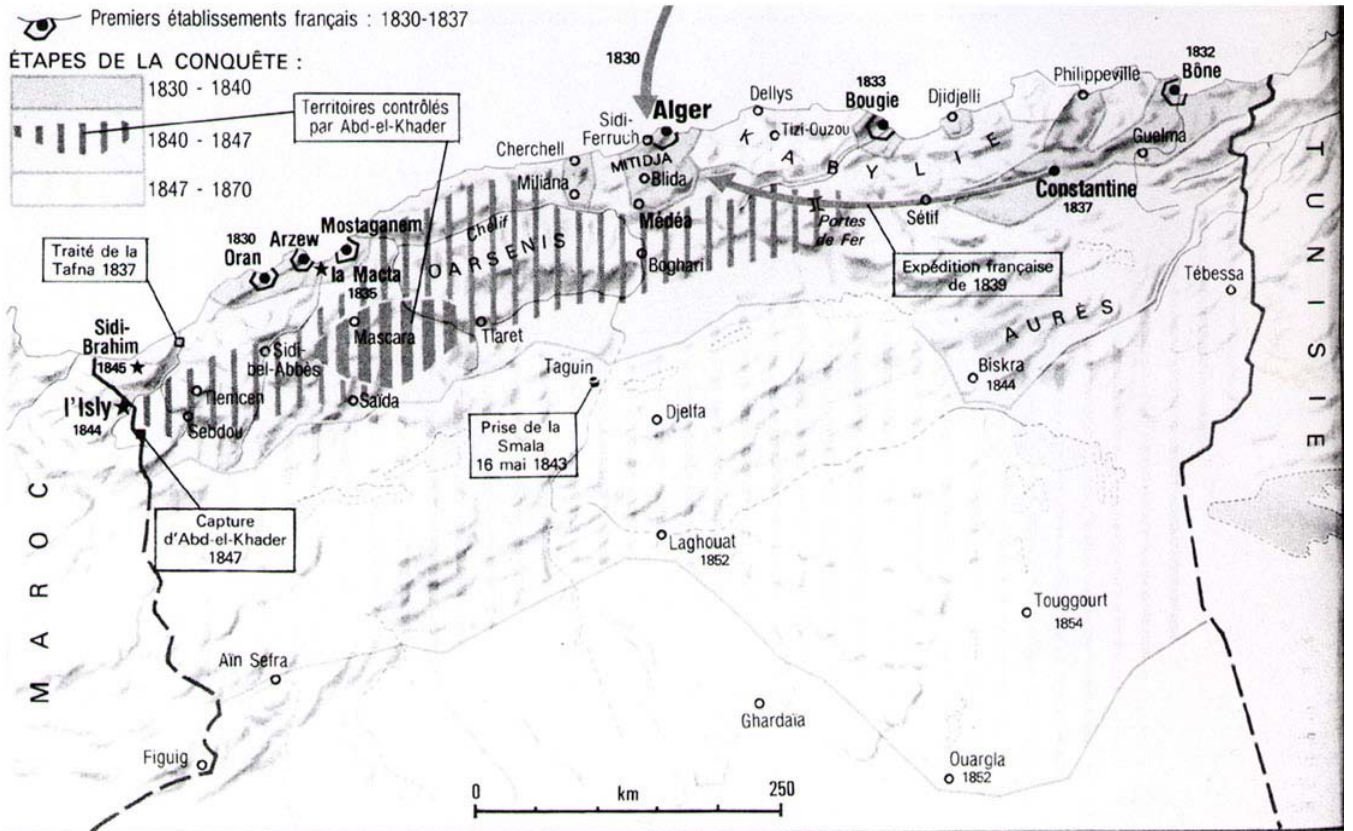 Premiers établissements français : 1830-1837
ÉTAPES DE LA CONQUÊTE :
1830 - 1840
1840 - 1847
1847 - 1870
Territoires contrôlés
par Abd-el-Khader
1830
Alger
Sidi-
Ferruch
MITIDJA
Blida
Cherchell
Miliana
Médéa
Boghari
Dellys
Tizi-Ouzou
KABYLIE
1833
Bougie
Djidjelli
Philippeville
1832
Bône
Guelma
Constantine
1837
Sétif
Portes
de Fer
Expédition française
de 1839
Tébessa
AURÈS
Biskra
1844
TUNISIE
Traité de la
Tafna 1837
1830
Oran
Arzew
Mostaganem
la Macta
1835
Chélif
OARSENIS
Mascara
Tiaret
Sidi-
bel-Abbès
Saïda
Sidi-
Brahim
1845
l'Isly
1844
Tlemcen
Sebdou
Taguin
Prise de la
Smala
16 mai 1843
Djelfa
Capture
d'Abd-el-Khader
1847
MAROC
Laghouat
1852
Touggourt
1854
Aïn Sefra
Ghardaïa
Figuig
Ouargla
1852
0 km 250